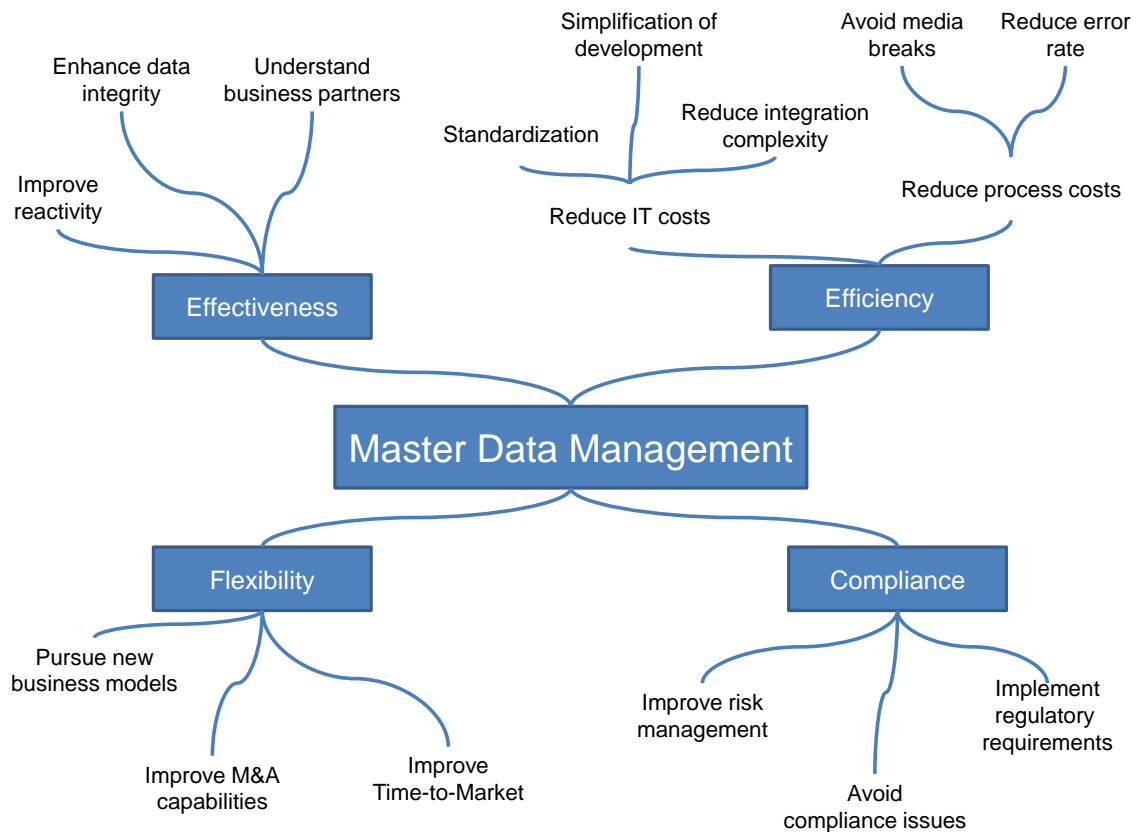 Simplification of
development
Avoid media
breaks
Reduce error
rate
Enhance data
integrity
Understand
business partners
Standardization
Reduce integration
complexity
Improve
reactivity
Reduce IT costs
Reduce process costs
Effectiveness
Efficiency
Master Data Management
Flexibility
Compliance
Pursue new
business models
Improve M&A
capabilities
Improve
Time-to-Market
Improve risk
management
Avoid
compliance issues
Implement
regulatory
requirements